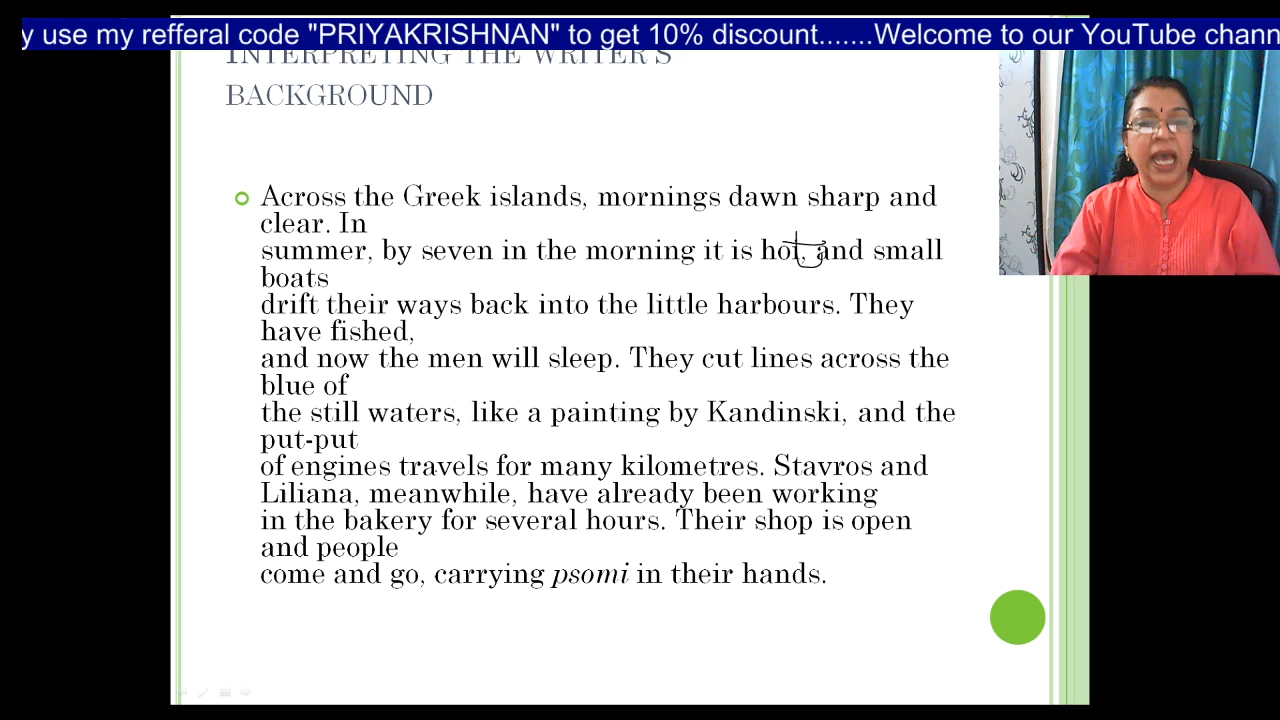 y use my refferal code "PRIYAKRISHNAN" to get 10% discount.......Welcome to our YouTube chann
INTERPRETING THE WRITER'S
BACKGROUND
Across the Greek islands, mornings dawn sharp and
clear. In
summer, by seven in the morning it is hot, and small
boats
drift their ways back into the little harbours. They
have fished,
and now the men will sleep. They cut lines across the
blue of
the still waters, like a painting by Kandinski, and the
put-put
of engines travels for many kilometres. Stavros and
Liliana, meanwhile, have already been working
in the bakery for several hours. Their shop is open
and people
come and go, carrying psomi in their hands.